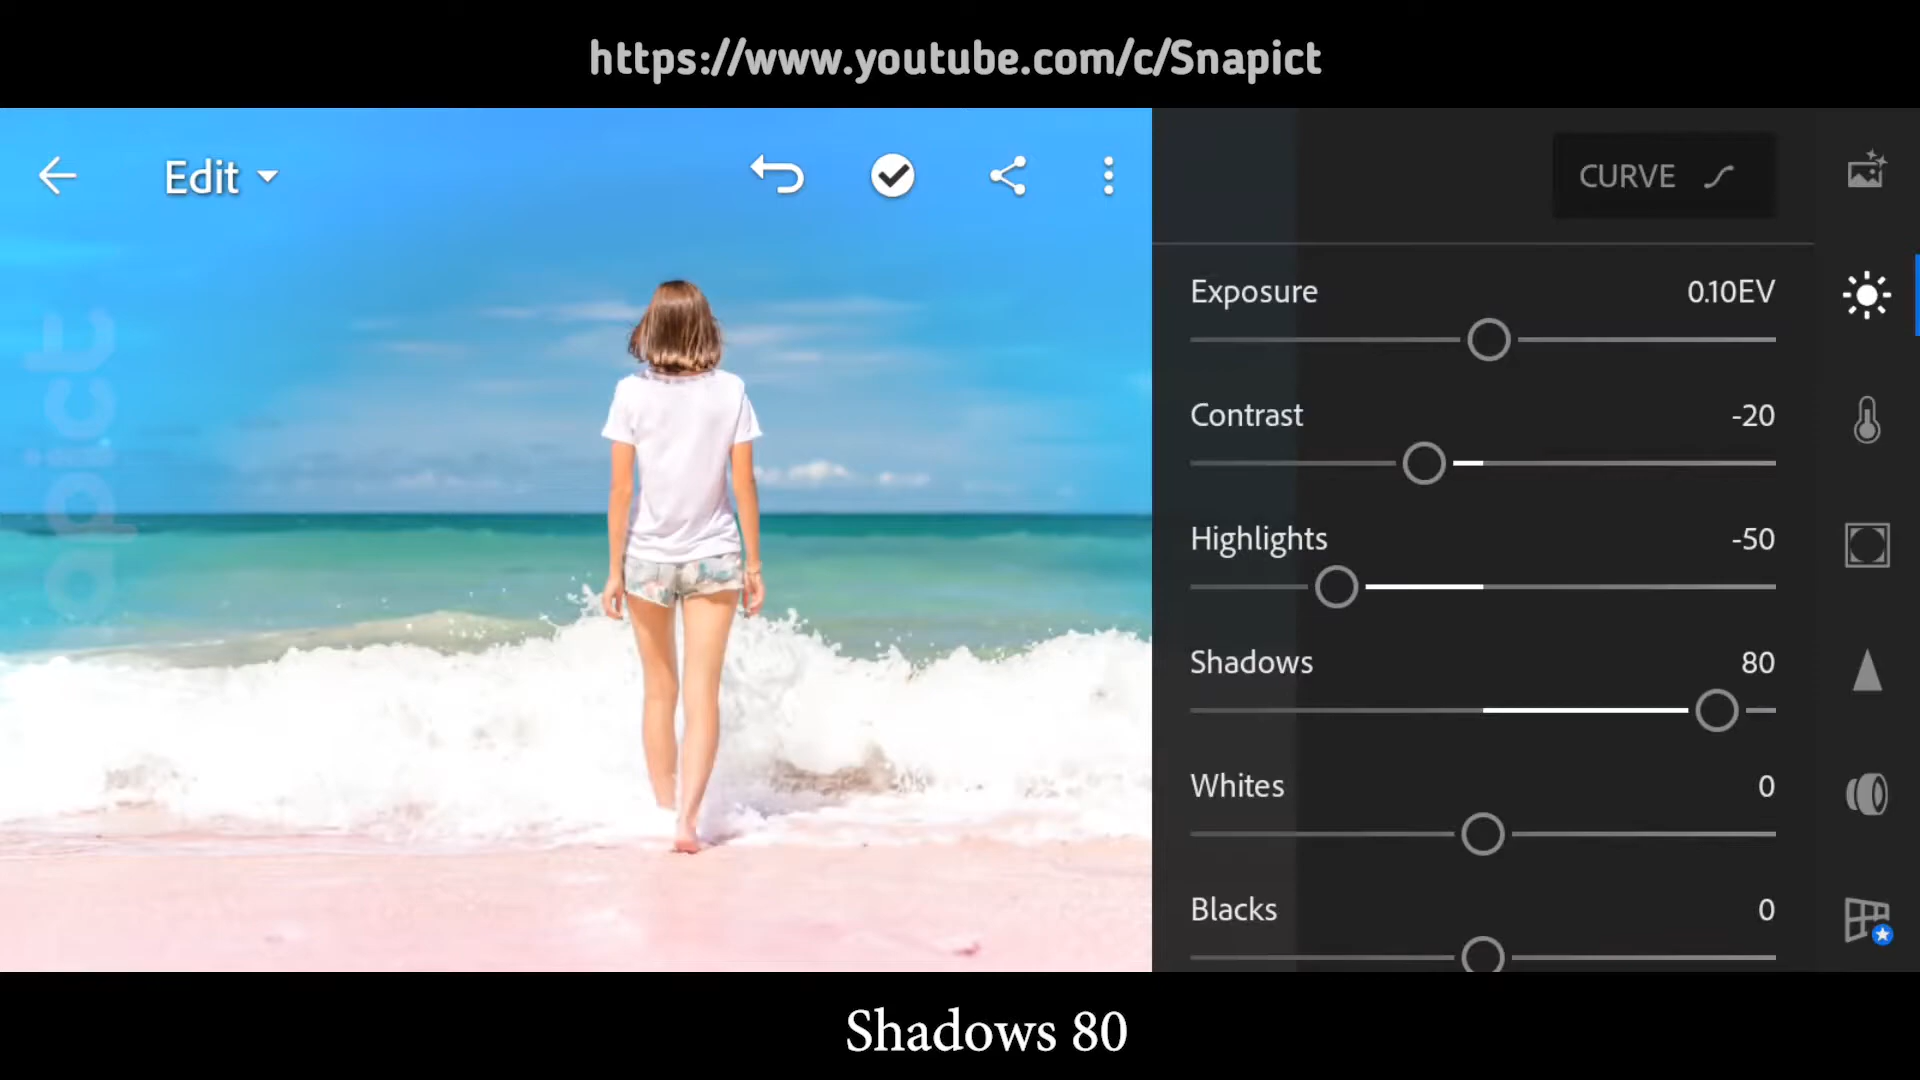 https://www.youtube.com/c/Snapict
Edit
CURVE
Exposure 0.10EV
Contrast -20
Highlights -50
Shadows 80
Whites 0
Blacks 0
apict
Shadows 80